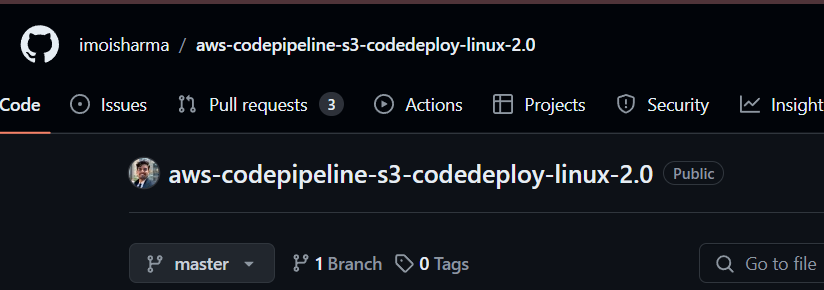 imoisharma / aws-codepipeline-s3-codedeploy-linux-2.0
Code Issues Pull requests 3 Actions Projects Security Insight
aws-codepipeline-s3-codedeploy-linux-2.0 Public
master 1 Branch 0 Tags Go to file